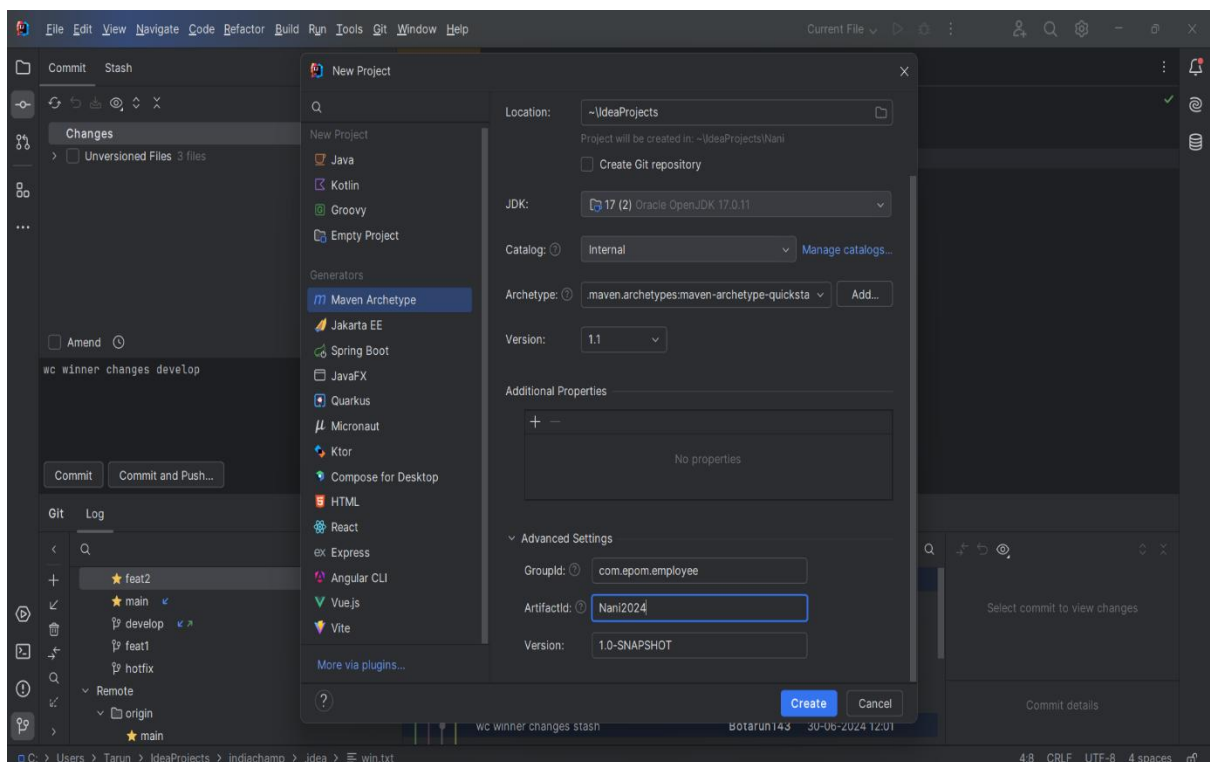 File Edit View Navigate Code Refactor Build Run Tools Git Window Help
Current File
Commit Stash
Changes
Unversioned Files 3 files
Amend
wc winner changes develop
Commit Commit and Push...
Git Log
feat2
main
develop
feat1
hotfix
Remote
origin
main
New Project
New Project
Java
Kotlin
Groovy
Empty Project
Generators
Maven Archetype
Jakarta EE
Spring Boot
JavaFX
Quarkus
Micronaut
Ktor
Compose for Desktop
HTML
React
ex Express
Angular CLI
Vue.js
Vite
More via plugins...
Location: ~\IdeaProjects
Project will be created in: ~\IdeaProjects\Nani
Create Git repository
JDK: 17 (2) Oracle OpenJDK 17.0.11
Catalog: Internal Manage catalogs...
Archetype: .maven.archetypes:maven-archetype-quicksta Add...
Version: 1.1
Additional Properties
No properties
Advanced Settings
GroupId: com.epom.employee
ArtifactId: Nani2024
Version: 1.0-SNAPSHOT
? Create Cancel
wc winner changes stash Botarun143 30-06-2024 12:01
Select commit to view changes
Commit details
C: > Users > Tarun > IdeaProjects > indiachamp > .idea > win.txt 4:8 CRLF UTF-8 4 spaces